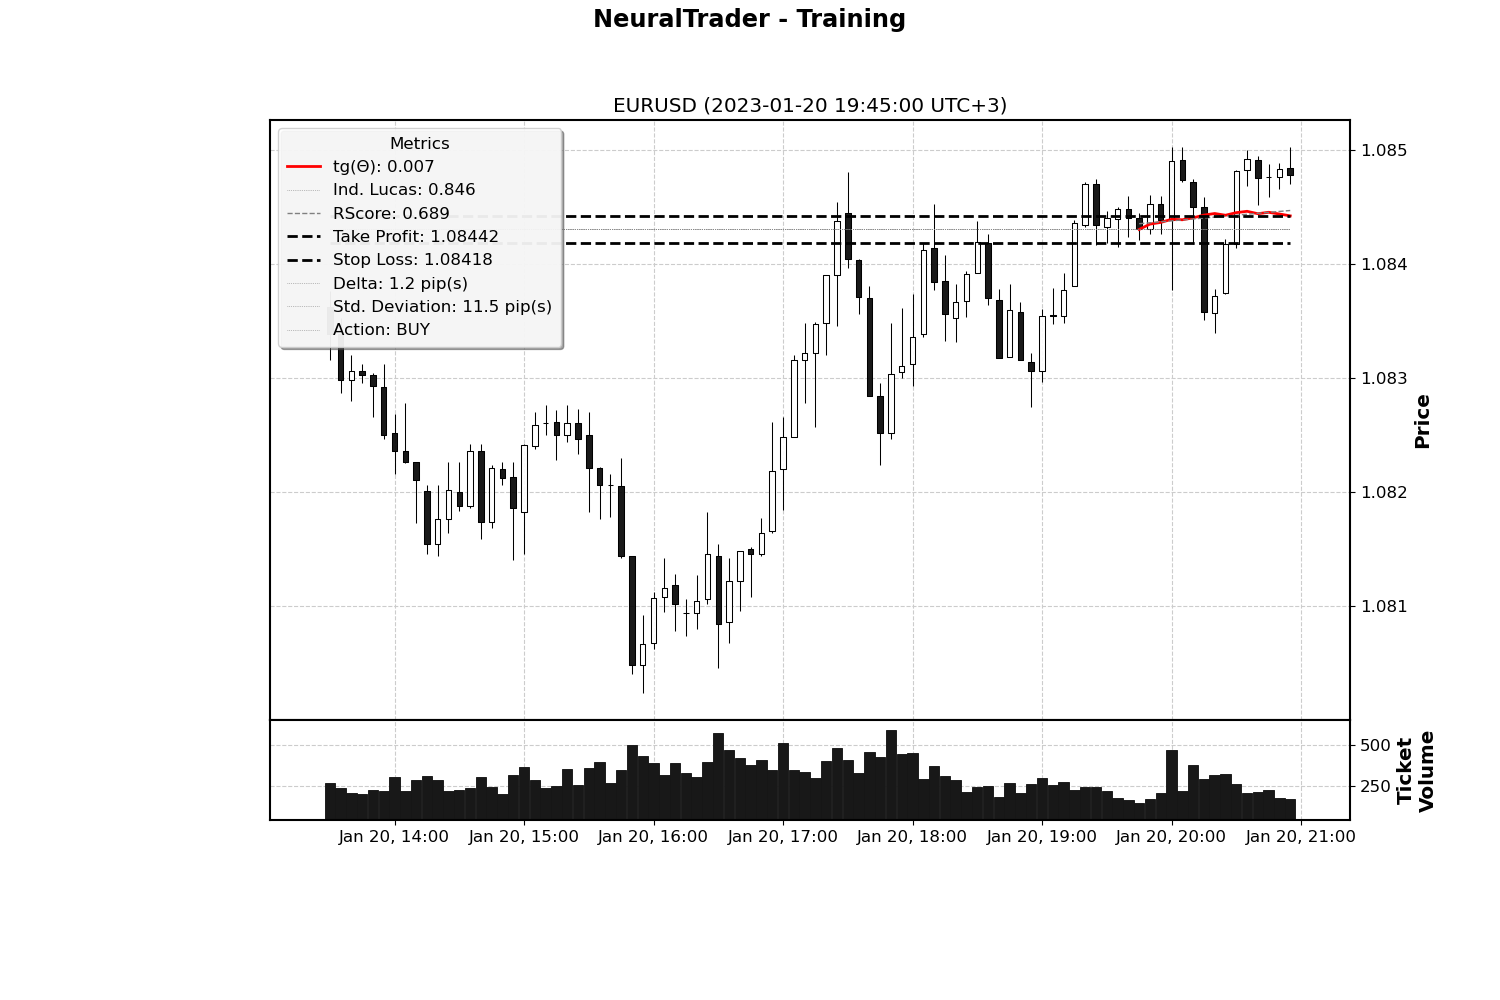 NeuralTrader - Training
EURUSD (2023-01-20 19:45:00 UTC+3)
Metrics
tg(Θ): 0.007
Ind. Lucas: 0.846
RScore: 0.689
Take Profit: 1.08442
Stop Loss: 1.08418
Delta: 1.2 pip(s)
Std. Deviation: 11.5 pip(s)
Action: BUY
1.085
1.084
1.083
1.082
1.081
Price
500
250
Ticket
Volume
Jan 20, 14:00
Jan 20, 15:00
Jan 20, 16:00
Jan 20, 17:00
Jan 20, 18:00
Jan 20, 19:00
Jan 20, 20:00
Jan 20, 21:00